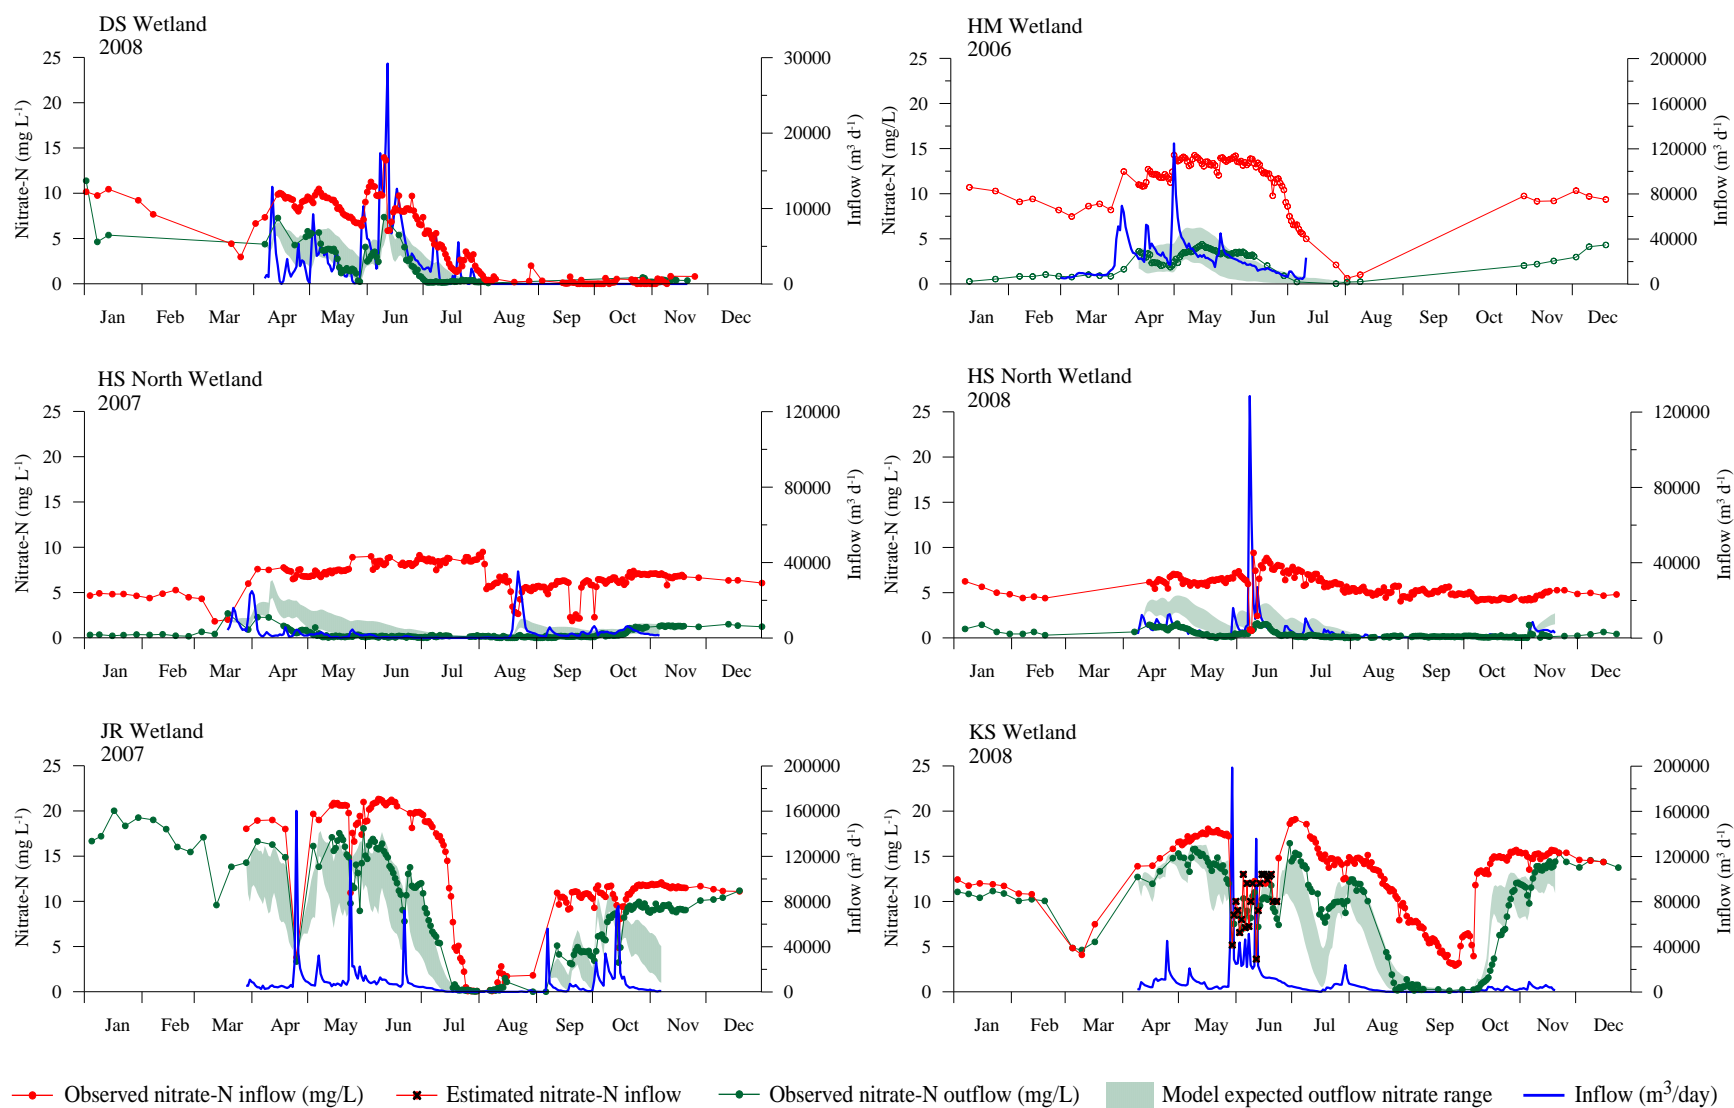 DS Wetland
2008
HM Wetland
2006
25
20
15
10
5
0
Nitrate-N (mg L-1)
30000
20000
10000
0
Inflow (m3 d-1)
Jan Feb Mar Apr May Jun Jul Aug Sep Oct Nov Dec
25
20
15
10
5
0
Nitrate-N (mg/L)
200000
160000
120000
80000
40000
0
Inflow (m3 d-1)
Jan Feb Mar Apr May Jun Jul Aug Sep Oct Nov Dec
HS North Wetland
2007
HS North Wetland
2008
25
20
15
10
5
0
Nitrate-N (mg L-1)
120000
80000
40000
0
Inflow (m3 d-1)
Jan Feb Mar Apr May Jun Jul Aug Sep Oct Nov Dec
25
20
15
10
5
0
Nitrate-N (mg L-1)
120000
80000
40000
0
Inflow (m3 d-1)
Jan Feb Mar Apr May Jun Jul Aug Sep Oct Nov Dec
JR Wetland
2007
KS Wetland
2008
25
20
15
10
5
0
Nitrate-N (mg L-1)
200000
160000
120000
80000
40000
0
Inflow (m3 d-1)
Jan Feb Mar Apr May Jun Jul Aug Sep Oct Nov Dec
25
20
15
10
5
0
Nitrate-N (mg L-1)
200000
160000
120000
80000
40000
0
Inflow (m3 d-1)
Jan Feb Mar Apr May Jun Jul Aug Sep Oct Nov Dec
Observed nitrate-N inflow (mg/L) Estimated nitrate-N inflow Observed nitrate-N outflow (mg/L) Model expected outflow nitrate range Inflow (m3/day)